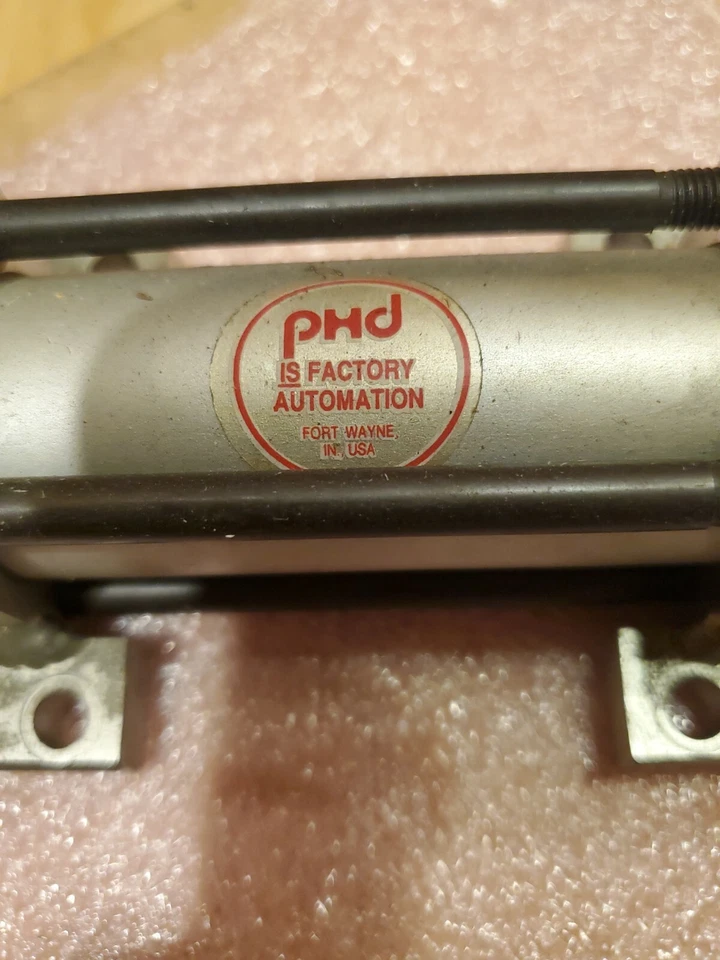 PHd
IS FACTORY
AUTOMATION
FORT WAYNE,
IN, USA